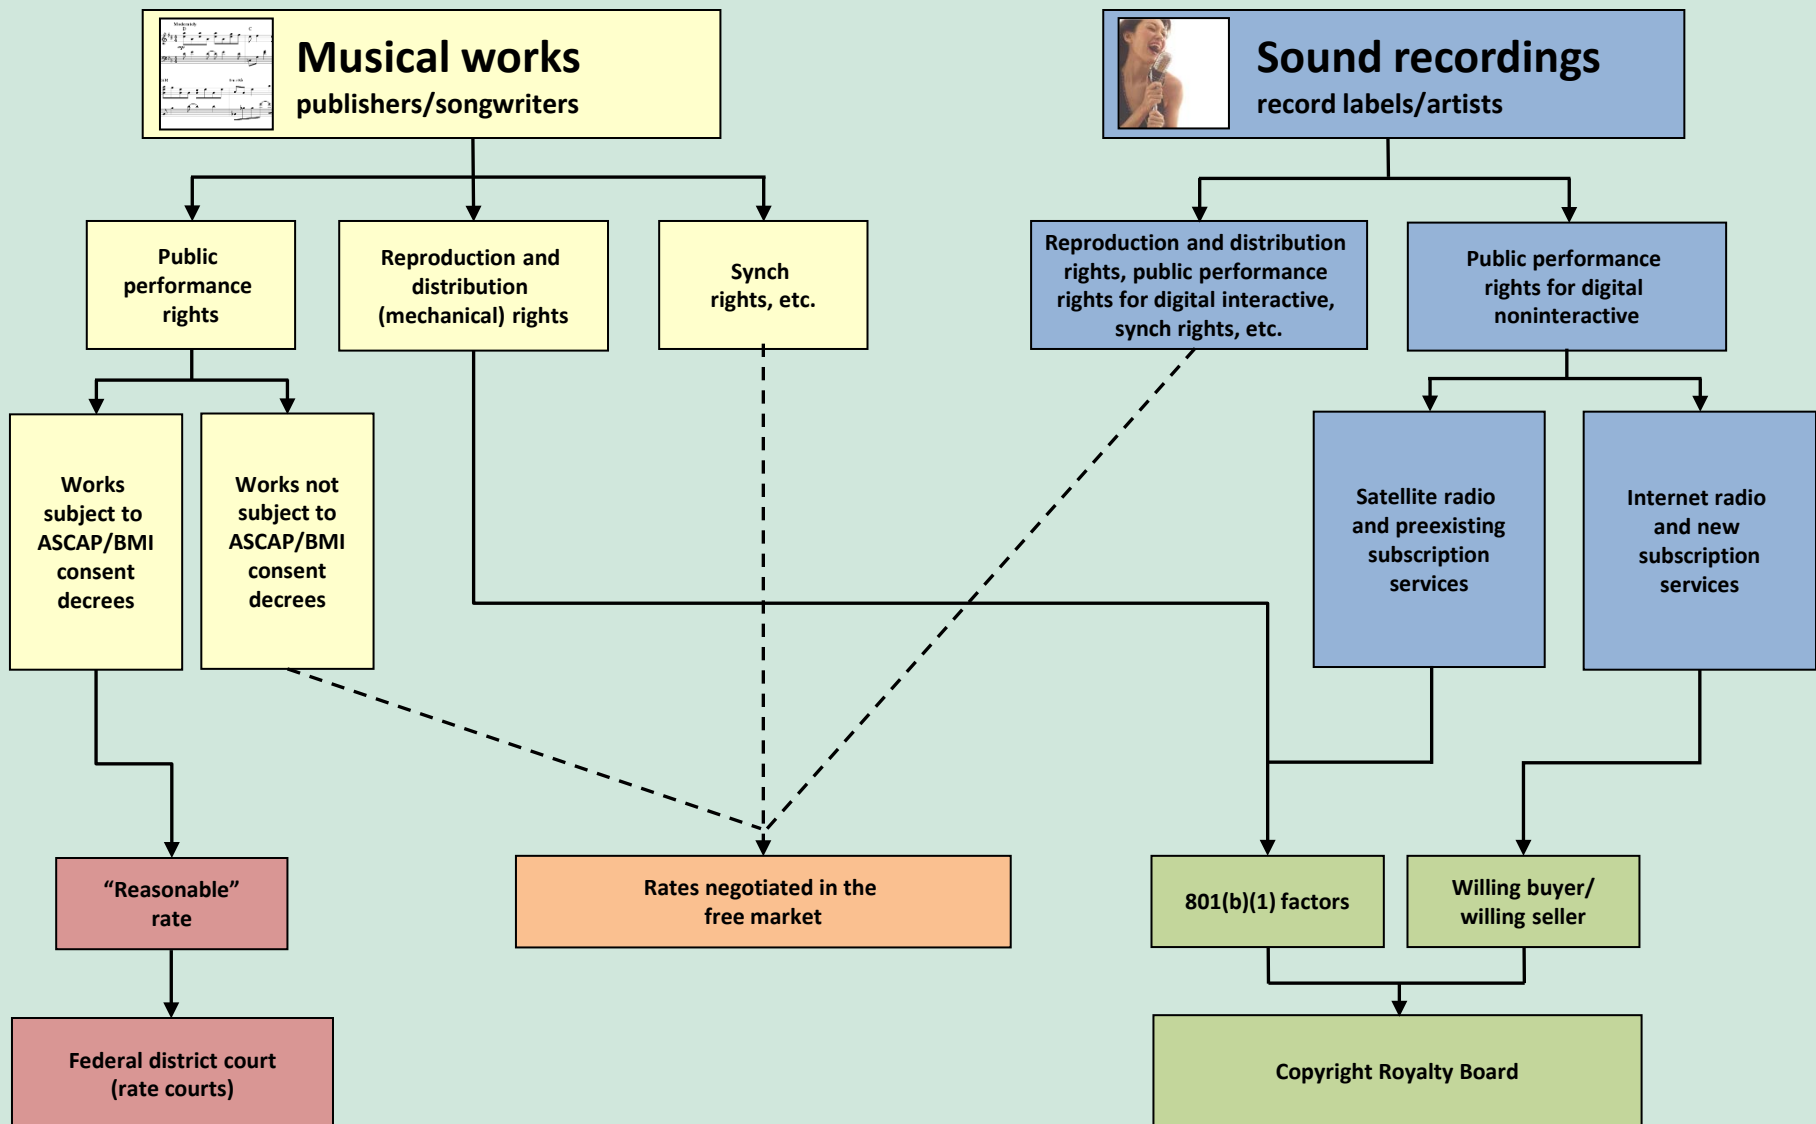 Musical works
publishers/songwriters
Sound recordings
record labels/artists
Public
performance
rights
Reproduction and
distribution
(mechanical) rights
Synch
rights, etc.
Reproduction and distribution
rights, public performance
rights for digital interactive,
synch rights, etc.
Public performance
rights for digital
noninteractive
Works
subject to
ASCAP/BMI
consent
decrees
Works not
subject to
ASCAP/BMI
consent
decrees
Satellite radio
and preexisting
subscription
services
Internet radio
and new
subscription
services
“Reasonable”
rate
Rates negotiated in the
free market
801(b)(1) factors
Willing buyer/
willing seller
Federal district court
(rate courts)
Copyright Royalty Board